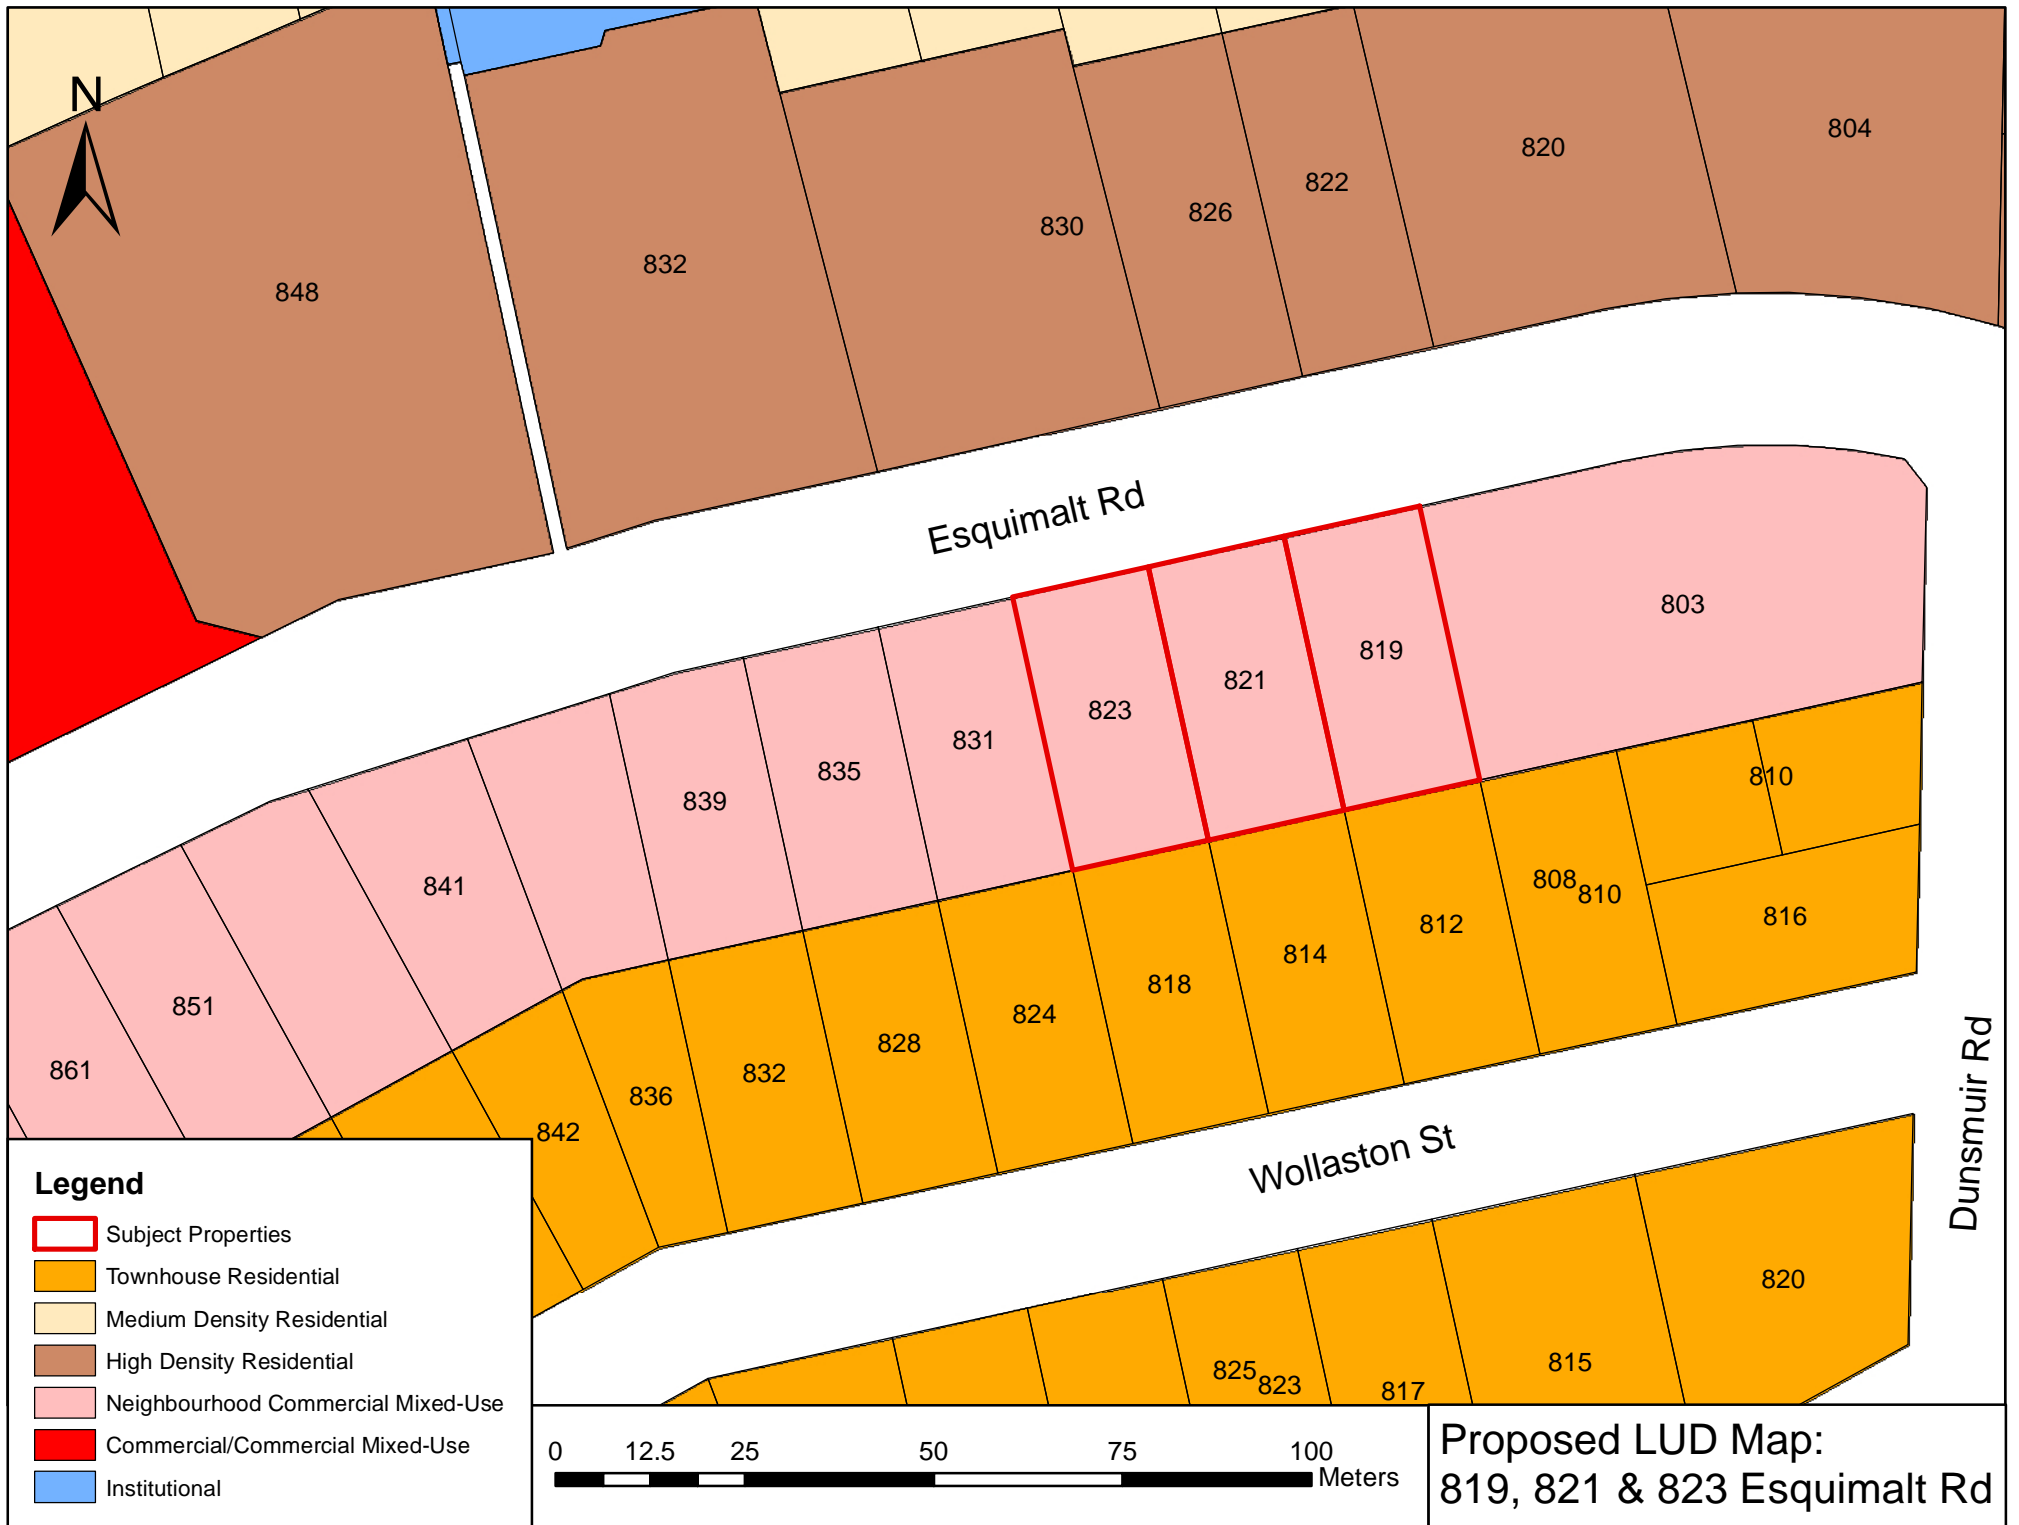 N
804
820
822
826
830
832
848
Esquimalt Rd
803
819
821
823
831
835
839
841
851
861
810
808
810
816
812
814
818
824
828
832
836
842
Wollaston St
Dunsmuir Rd
820
815
817
825
823
Legend
Subject Properties
Townhouse Residential
Medium Density Residential
High Density Residential
Neighbourhood Commercial Mixed-Use
Commercial/Commercial Mixed-Use
Institutional
0 12.5 25 50 75 100
Meters
Proposed LUD Map:
819, 821 & 823 Esquimalt Rd